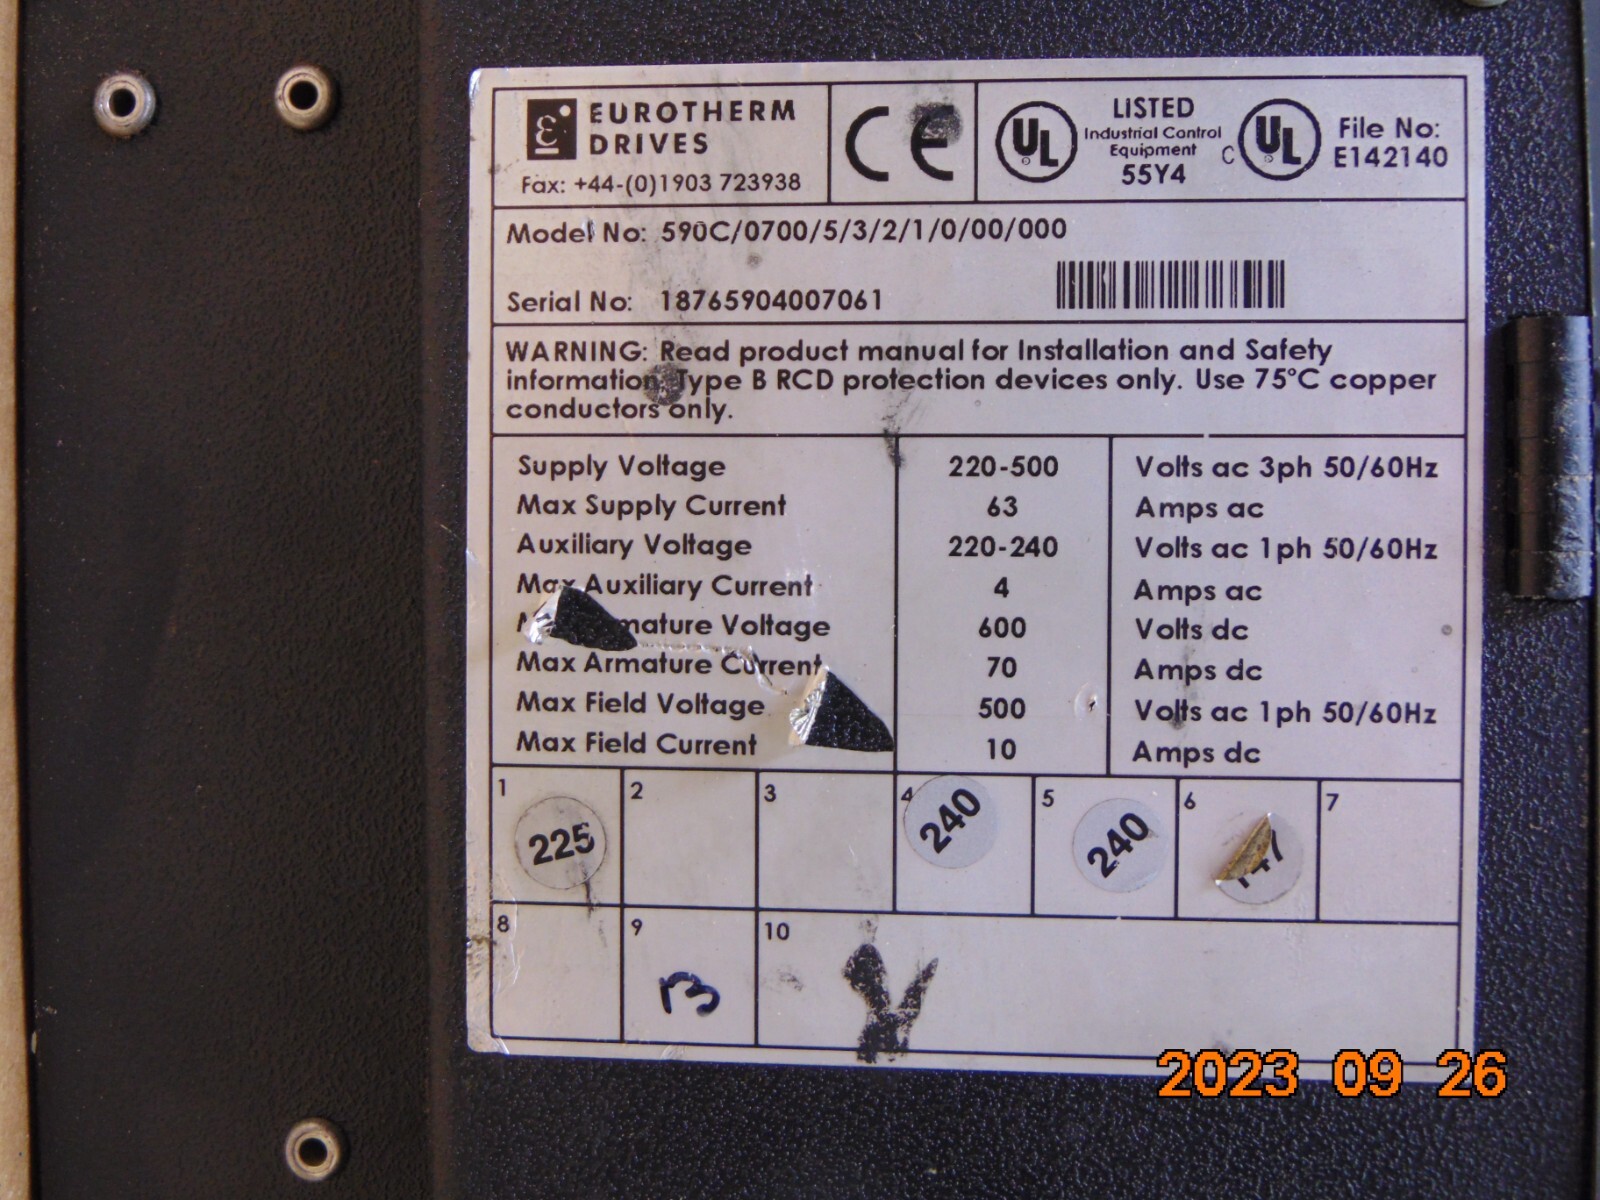 EUROTHERM
DRIVES
Fax: +44-(0)1903 723938
CE
UL
LISTED
Industrial Control
Equipment
55Y4
C UL
File No:
E142140
Model No: 590C/0700/5/3/2/1/0/00/000
Serial No: 18765904007061
WARNING: Read product manual for Installation and Safety
information. Type B RCD protection devices only. Use 75°C copper
conductors only.
Supply Voltage 220-500 Volts ac 3ph 50/60Hz
Max Supply Current 63 Amps ac
Auxiliary Voltage 220-240 Volts ac 1ph 50/60Hz
Max Auxiliary Current 4 Amps ac
Voltage 600 Volts dc
Max Armature Current 70 Amps dc
Max Field Voltage 500 Volts ac 1ph 50/60Hz
Max Field Current 10 Amps dc
1 2 3 4 5 6 7
225 240 240
8 9 10
2023 09 26